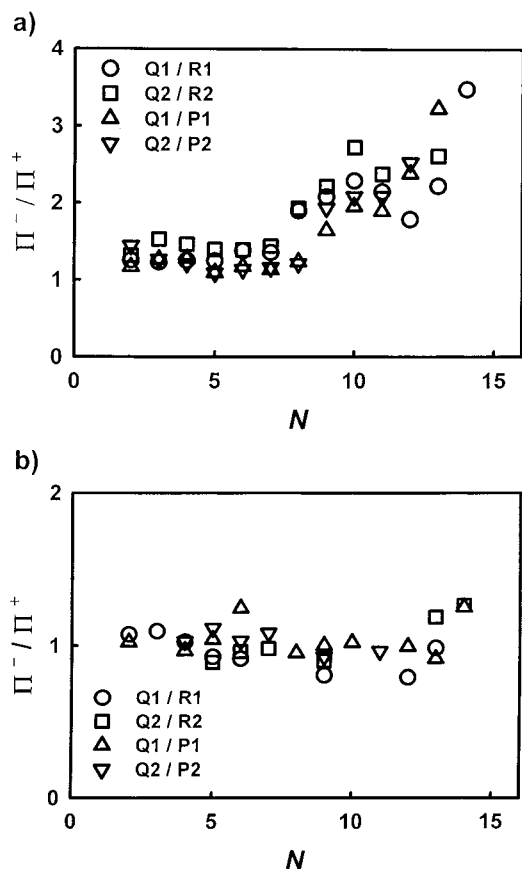 a)
4
3
2
1
0
Π⁻ / Π⁺
○ Q1 / R1
□ Q2 / R2
△ Q1 / P1
▽ Q2 / P2
0 5 10 15
N
b)
2
1
0
Π⁻ / Π⁺
○ Q1 / R1
□ Q2 / R2
△ Q1 / P1
▽ Q2 / P2
0 5 10 15
N